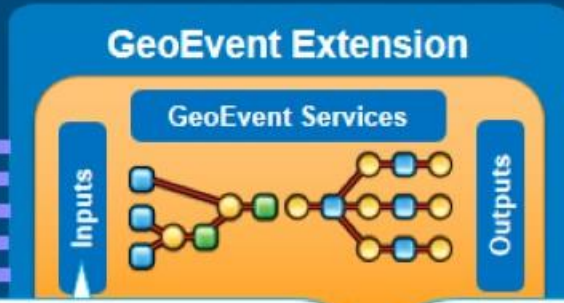 GeoEvent Extension
GeoEvent Services
Inputs
Outputs